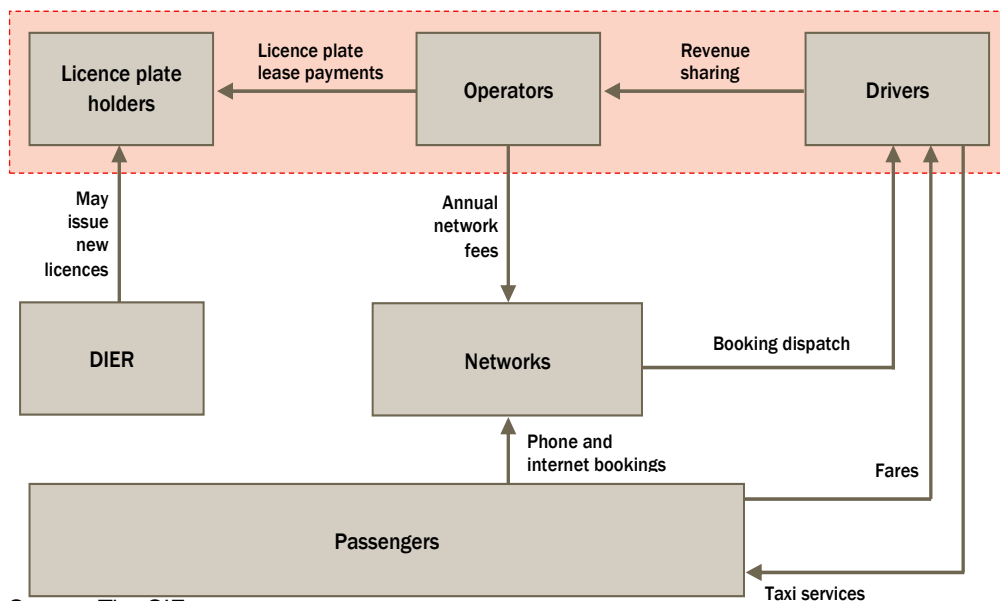 Licence plate
holders
Licence plate
lease payments
Operators
Revenue
sharing
Drivers
May
issue
new
licences
Annual
network
fees
DIER
Networks
Booking dispatch
Phone and
internet bookings
Fares
Passengers
Taxi services